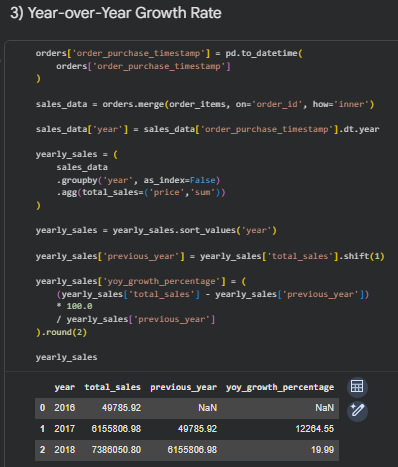 3) Year-over-Year Growth Rate
orders['order_purchase_timestamp'] = pd.to_datetime(
    orders['order_purchase_timestamp']
)
sales_data = orders.merge(order_items, on='order_id', how='inner')
sales_data['year'] = sales_data['order_purchase_timestamp'].dt.year
yearly_sales = (
    sales_data
    .groupby('year', as_index=False)
    .agg(total_sales=('price','sum'))
)
yearly_sales = yearly_sales.sort_values('year')
yearly_sales['previous_year'] = yearly_sales['total_sales'].shift(1)
yearly_sales['yoy_growth_percentage'] = (
    (yearly_sales['total_sales'] - yearly_sales['previous_year'])
    * 100.0
    / yearly_sales['previous_year']
).round(2)
yearly_sales
year total_sales previous_year yoy_growth_percentage
0 2016 49785.92 NaN NaN
1 2017 6155806.98 49785.92 12264.55
2 2018 7386050.80 6155806.98 19.99